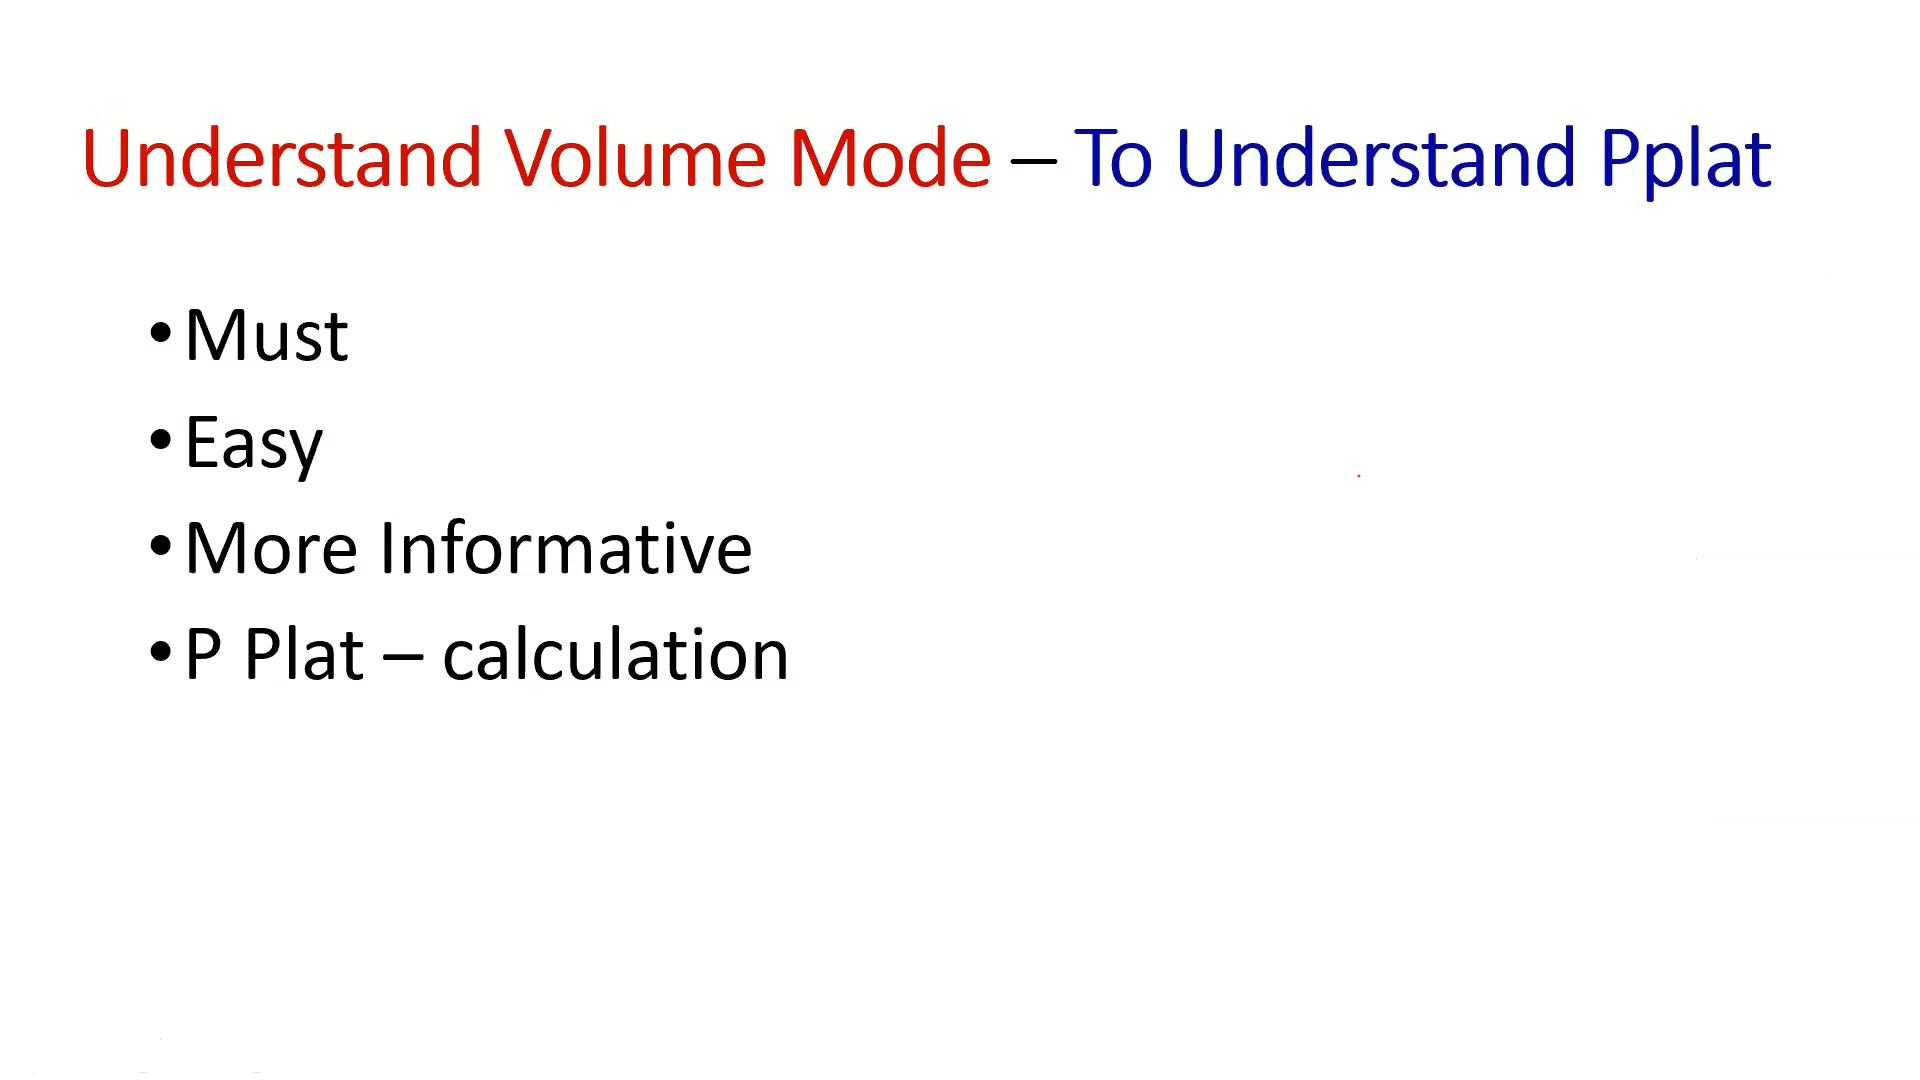 Understand Volume Mode – To Understand Pplat
• Must
• Easy
• More Informative
• P Plat – calculation